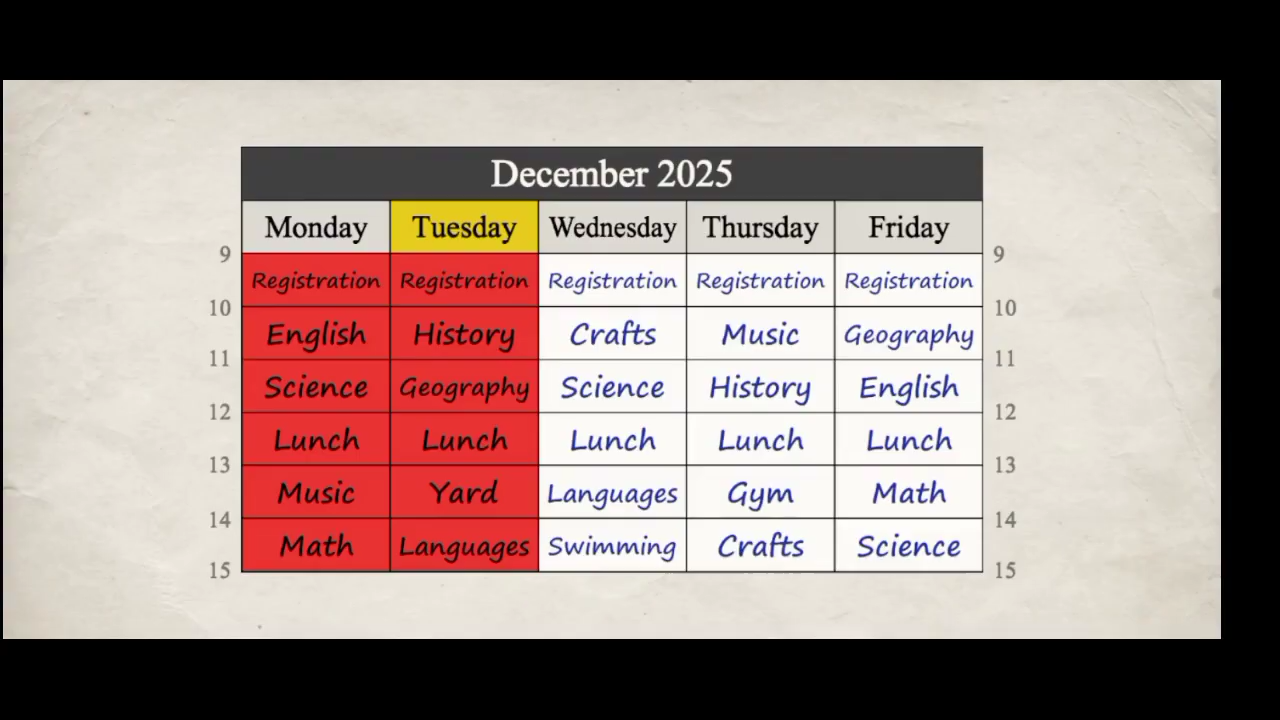 December 2025
Monday Tuesday Wednesday Thursday Friday
9 9
Registration Registration Registration Registration Registration
10 10
English History Crafts Music Geography
11 11
Science Geography Science History English
12 12
Lunch Lunch Lunch Lunch Lunch
13 13
Music Yard Languages Gym Math
14 14
Math Languages Swimming Crafts Science
15 15